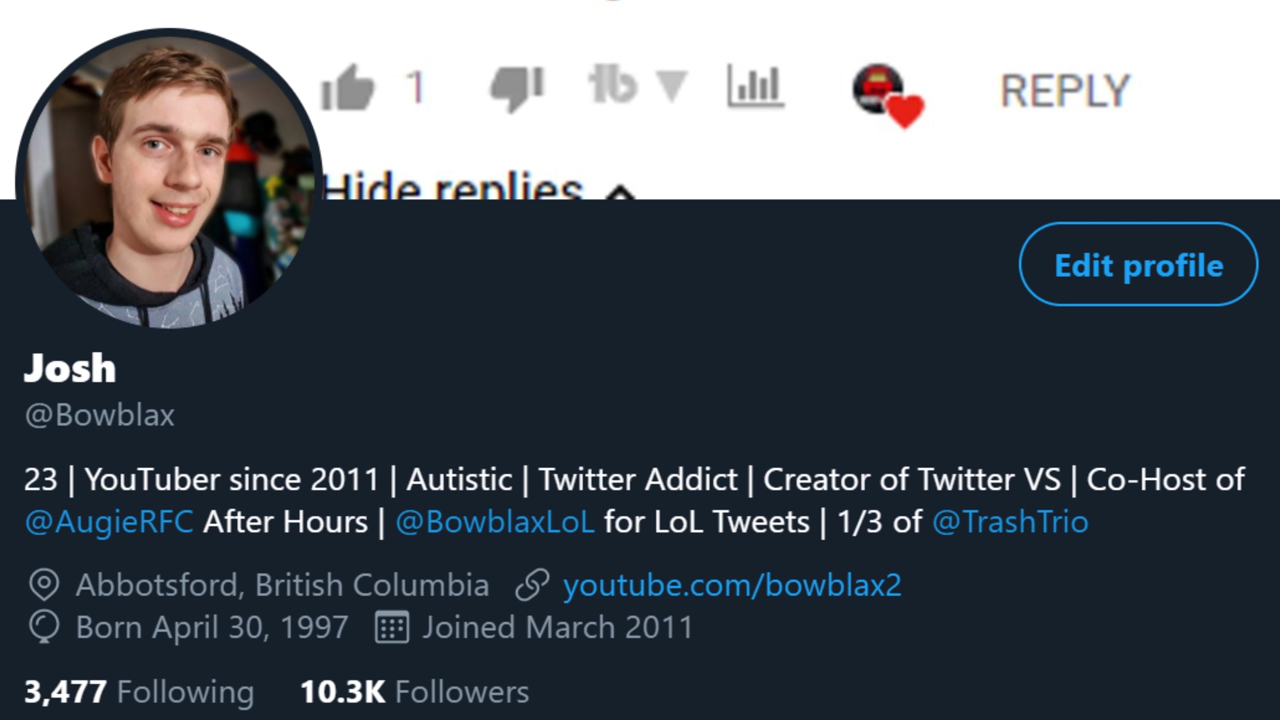 1
REPLY
Hide replies
Edit profile
Josh
@Bowblax
23 | YouTuber since 2011 | Autistic | Twitter Addict | Creator of Twitter VS | Co-Host of
@AugieRFC After Hours | @BowblaxLoL for LoL Tweets | 1/3 of @TrashTrio
Abbotsford, British Columbia youtube.com/bowblax2
Born April 30, 1997 Joined March 2011
3,477 Following 10.3K Followers